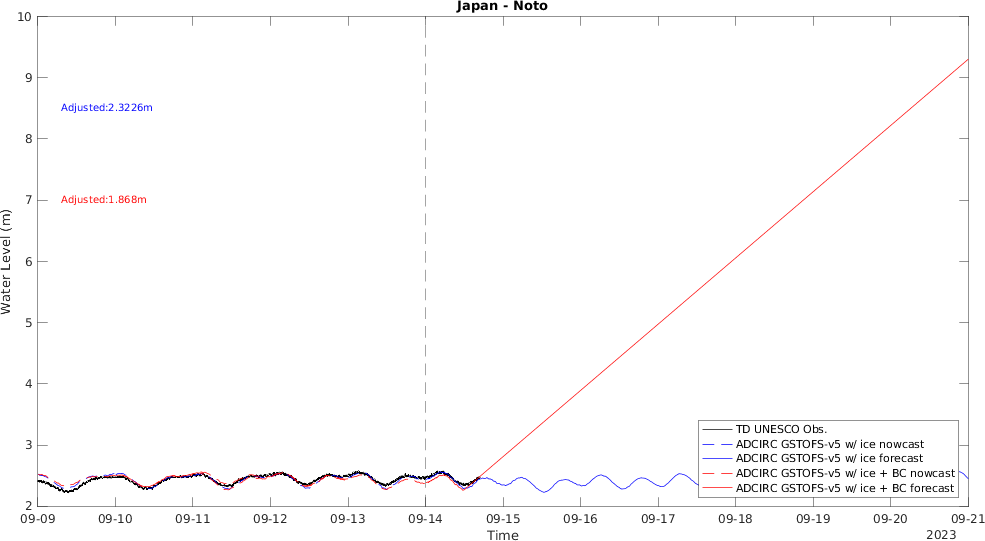 Japan - Noto
10
9
8
7
6
5
4
3
2
Water Level (m)
Adjusted:2.3226m
Adjusted:1.868m
TD UNESCO Obs.
ADCIRC GSTOFS-v5 w/ ice nowcast
ADCIRC GSTOFS-v5 w/ ice forecast
ADCIRC GSTOFS-v5 w/ ice + BC nowcast
ADCIRC GSTOFS-v5 w/ ice + BC forecast
09-09 09-10 09-11 09-12 09-13 09-14 09-15 09-16 09-17 09-18 09-19 09-20 09-21
Time
2023